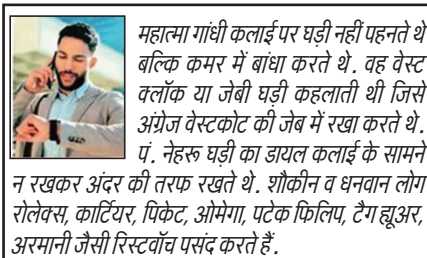 महात्मा गांधी कलाई पर घड़ी नहीं पहनते थे
बल्कि कमर में बांधा करते थे. वह वेस्ट
क्लॉक या जेबी घड़ी कहलाती थी जिसे
अंग्रेज वेस्टकोट की जेब में रखा करते थे.
पं. नेहरू घड़ी का डायल कलाई के सामने
न रखकर अंदर की तरफ रखते थे. शौकीन व धनवान लोग
रोलेक्स, कार्टियर, पिकेट, ओमेगा, पटेक फिलिप, टैग ह्यूअर,
अरमानी जैसी रिस्टवॉच पसंद करते हैं.